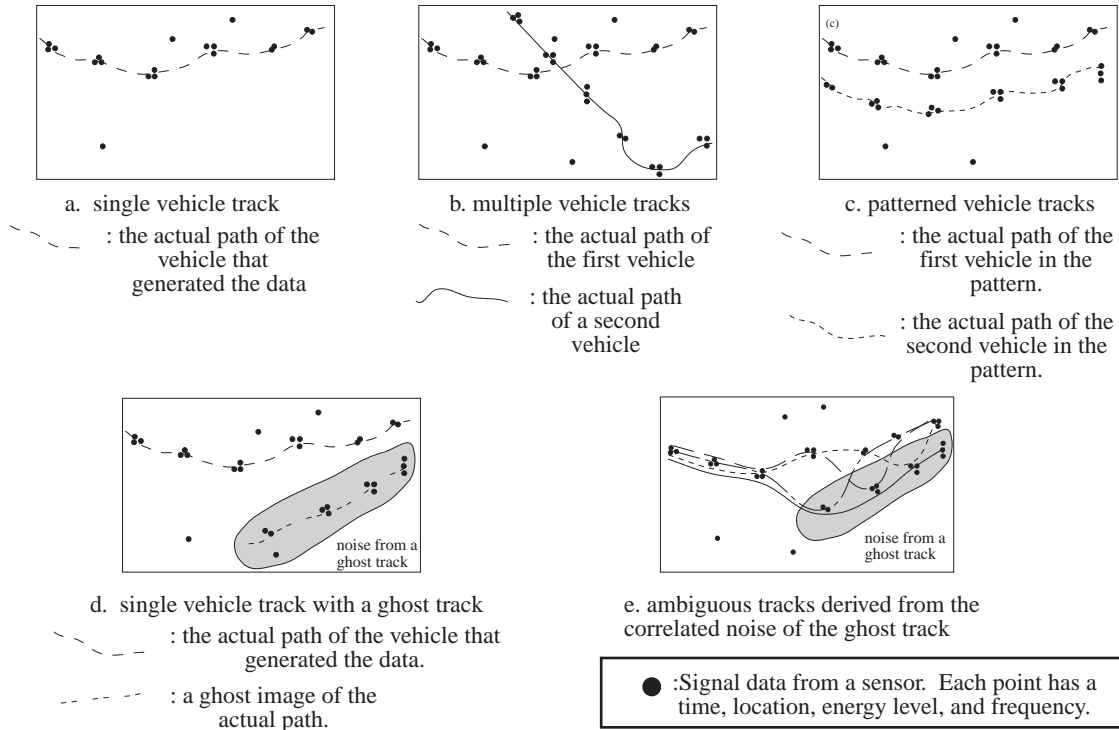 (c)
a. single vehicle track
: the actual path of the
vehicle that
generated the data
b. multiple vehicle tracks
: the actual path of
the first vehicle
: the actual path
of a second
vehicle
c. patterned vehicle tracks
: the actual path of the
first vehicle in the
pattern.
: the actual path of the
second vehicle in the
pattern.
noise from a
ghost track
d. single vehicle track with a ghost track
: the actual path of the vehicle that
generated the data.
: a ghost image of the
actual path.
noise from a
ghost track
e. ambiguous tracks derived from the
correlated noise of the ghost track
:Signal data from a sensor. Each point has a
time, location, energy level, and frequency.